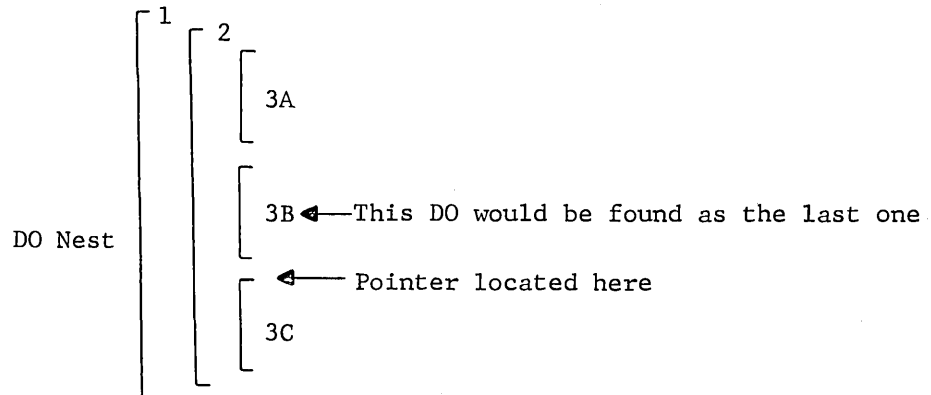 1
2
3A
3B This DO would be found as the last one
DO Nest
Pointer located here
3C